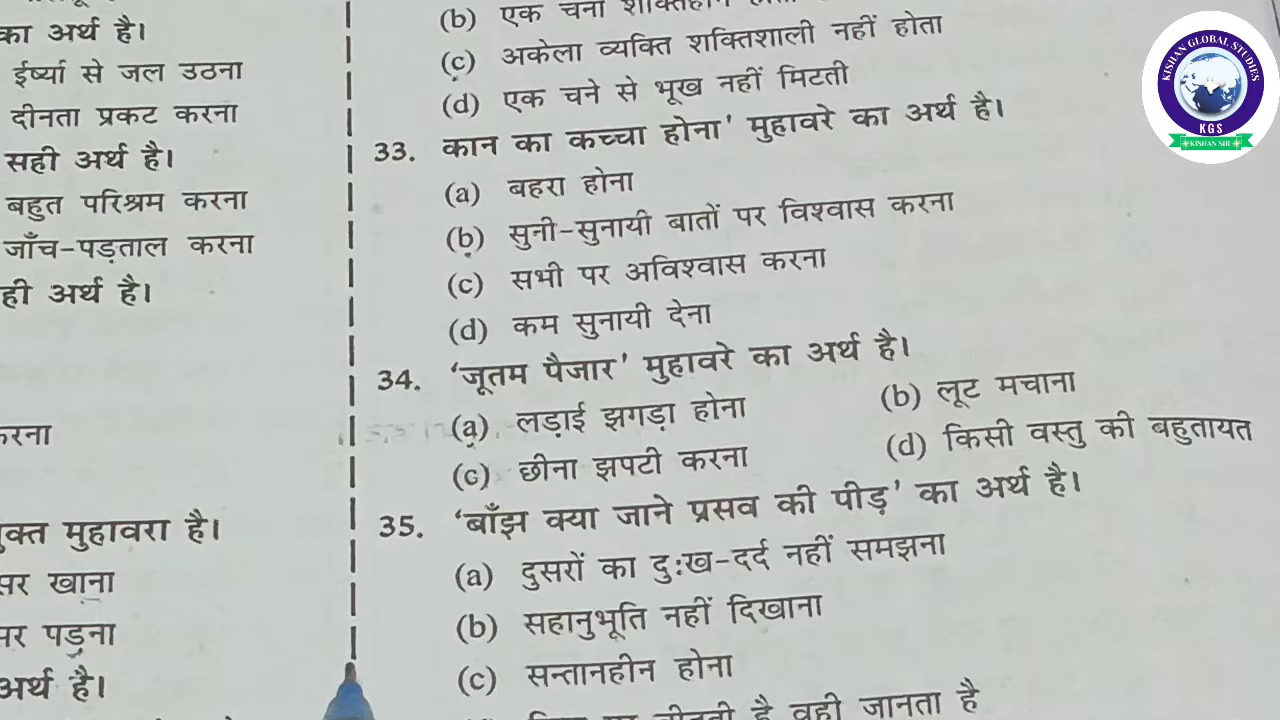 का अर्थ है।
ईर्ष्या से जल उठना
दीनता प्रकट करना
सही अर्थ है।
बहुत परिश्रम करना
जाँच-पड़ताल करना
ही अर्थ है।
करना
मुहावरा है।
खाना
पड़ना
अर्थ है।
(b) एक चना
(c) अकेला व्यक्ति शक्तिशाली नहीं होता
(d) एक चने से भूख नहीं मिटती
33. कान का कच्चा होना' मुहावरे का अर्थ है।
(a) बहरा होना
(b) सुनी-सुनायी बातों पर विश्वास करना
(c) सभी पर अविश्वास करना
(d) कम सुनायी देना
34. 'जूतम पैजार' मुहावरे का अर्थ है।
(a) लड़ाई झगड़ा होना (b) लूट मचाना
(c) छीना झपटी करना (d) किसी वस्तु की बहुतायत
35. 'बाँझ क्या जाने प्रसव की पीड़' का अर्थ है।
(a) दुसरों का दुःख-दर्द नहीं समझना
(b) सहानुभूति नहीं दिखाना
(c) सन्तानहीन होना
है वही जानता है
KISHAN GLOBAL STUDIES
KGS
KISHAN SIR